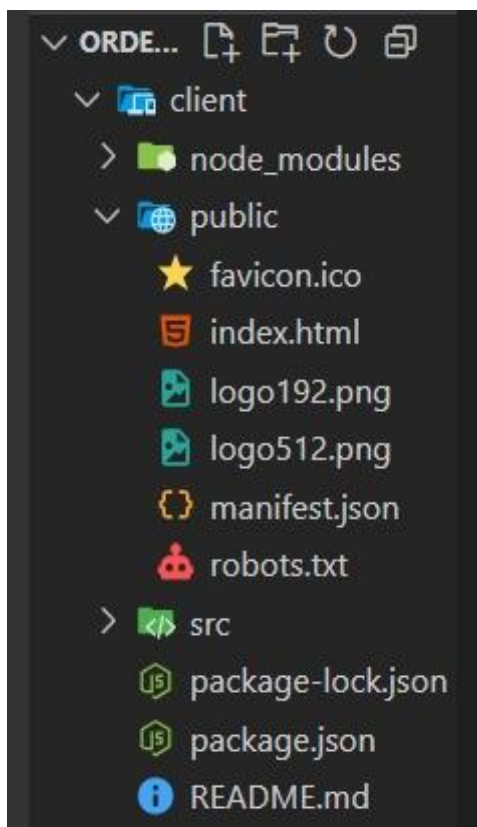 ORDE...
client
node_modules
public
favicon.ico
index.html
logo192.png
logo512.png
manifest.json
robots.txt
src
package-lock.json
package.json
README.md